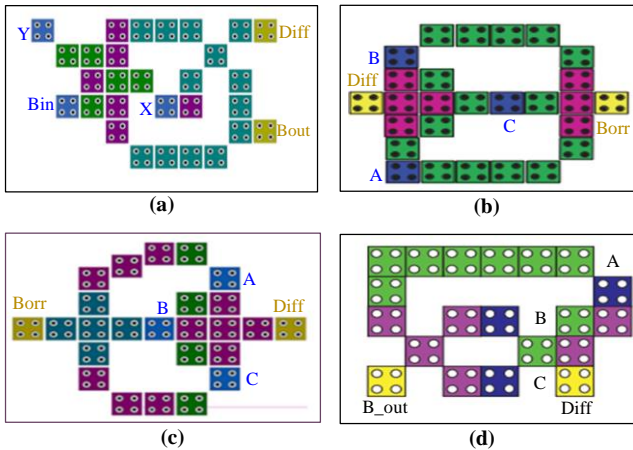 Y
Diff
Bin
X
Bout
(a)
B
Diff
C
Borr
A
(b)
A
Borr
B
Diff
C
(c)
A
B
C
B_out
Diff
(d)